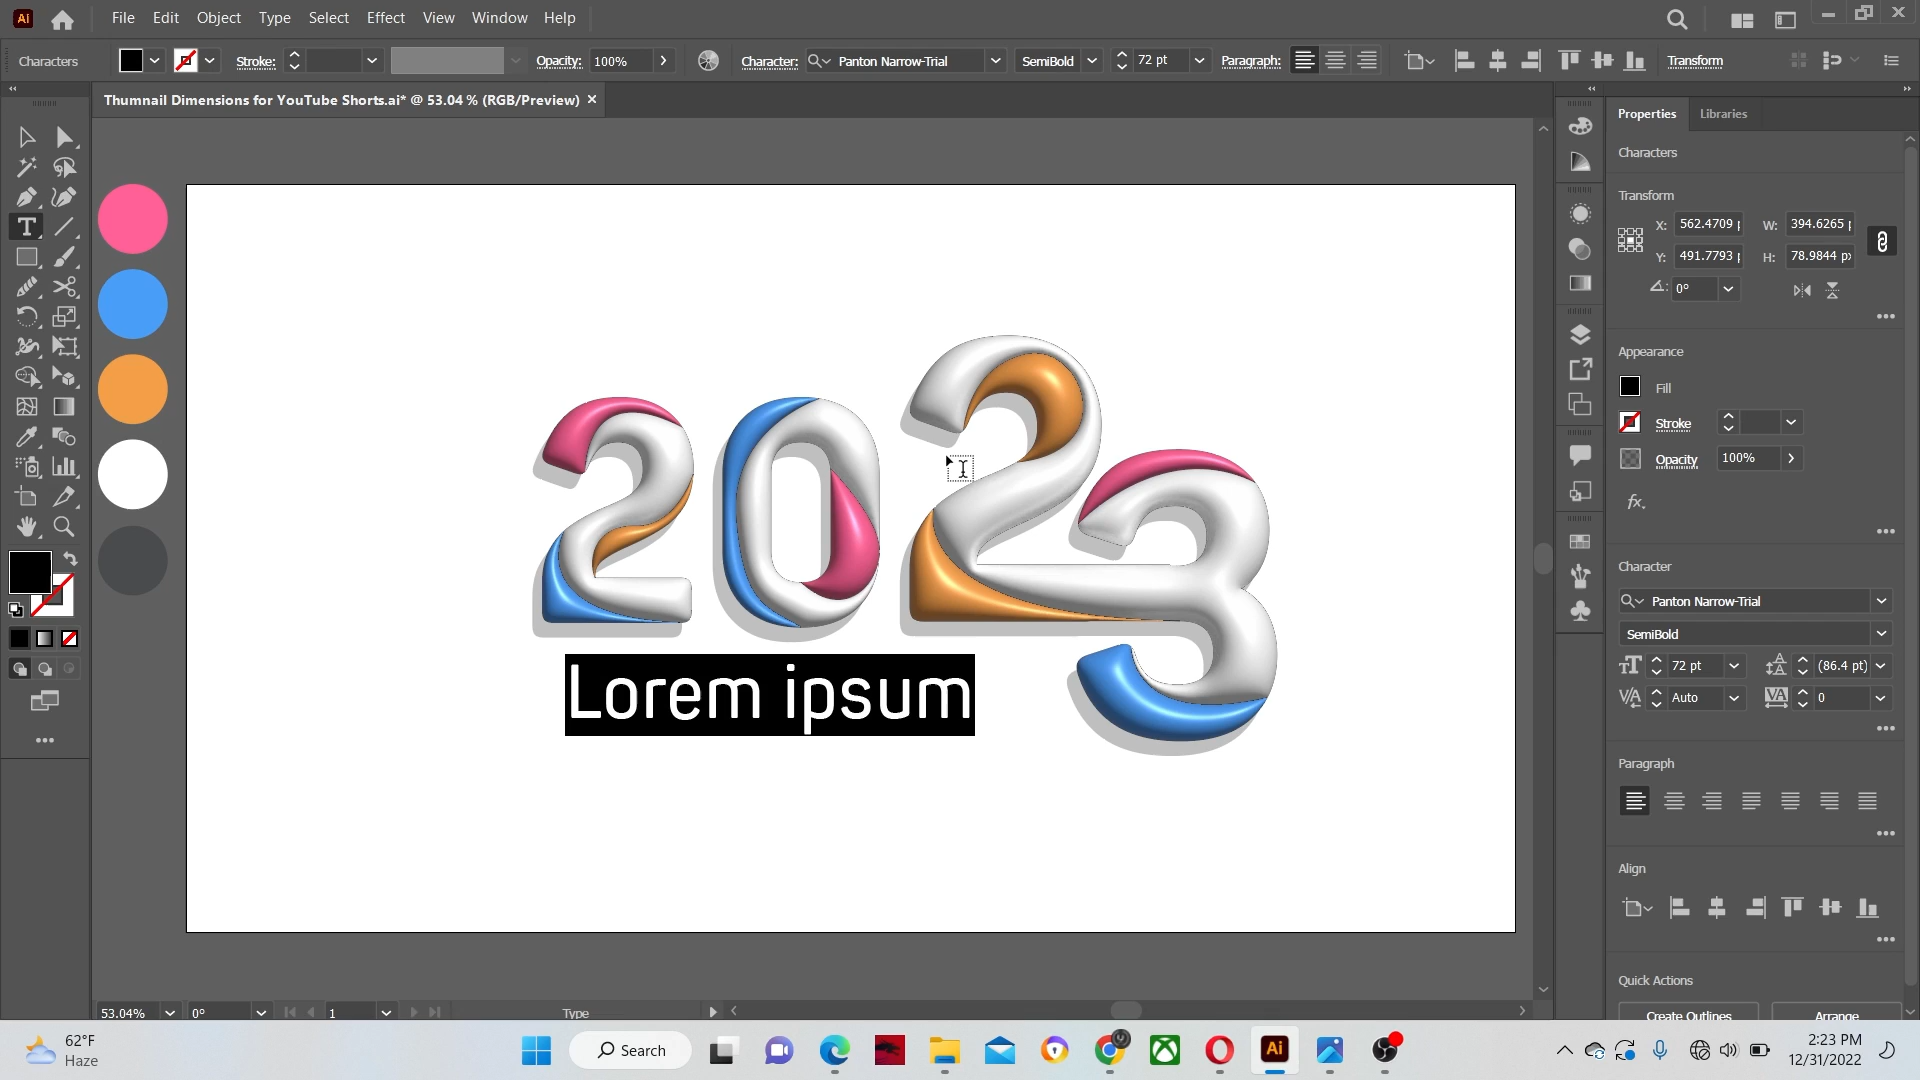 Ai File Edit Object Type Select Effect View Window Help
Characters Stroke: Opacity: 100% Character: Panton Narrow-Trial SemiBold 72 pt Paragraph: Transform
Thumnail Dimensions for YouTube Shorts.ai* @ 53.04 % (RGB/Preview)
Properties Libraries
Characters
Transform
X: 562.4709 W: 394.6265
Y: 491.7793 H: 78.9844 px
0°
Appearance
Fill
Stroke
Opacity 100%
fx.
Character
Panton Narrow-Trial
SemiBold
72 pt (86.4 pt)
Auto 0
Paragraph
Align
Quick Actions
Create Outlines Arrange
2023
Lorem ipsum
53.04% 0° 1 Type
62°F
Haze
Search
Ai
2:23 PM
12/31/2022